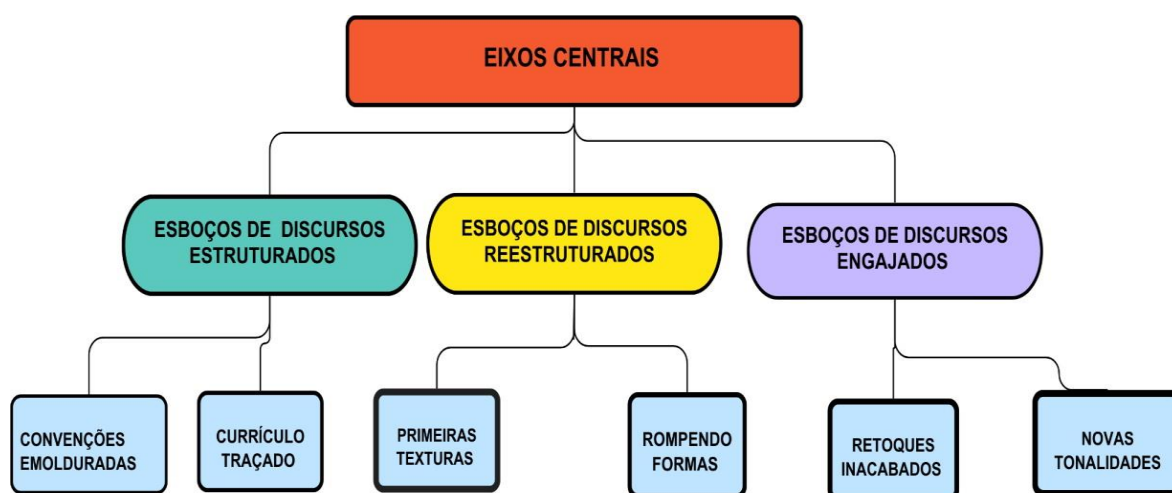 EIXOS CENTRAIS
ESBOÇOS DE DISCURSOS
ESTRUTURADOS
ESBOÇOS DE DISCURSOS
REESTRUTURADOS
ESBOÇOS DE DISCURSOS
ENGAJADOS
CONVENÇÕES
EMOLDURADAS
CURRÍCULO
TRAÇADO
PRIMEIRAS
TEXTURAS
ROMPENDO
FORMAS
RETOQUES
INACABADOS
NOVAS
TONALIDADES